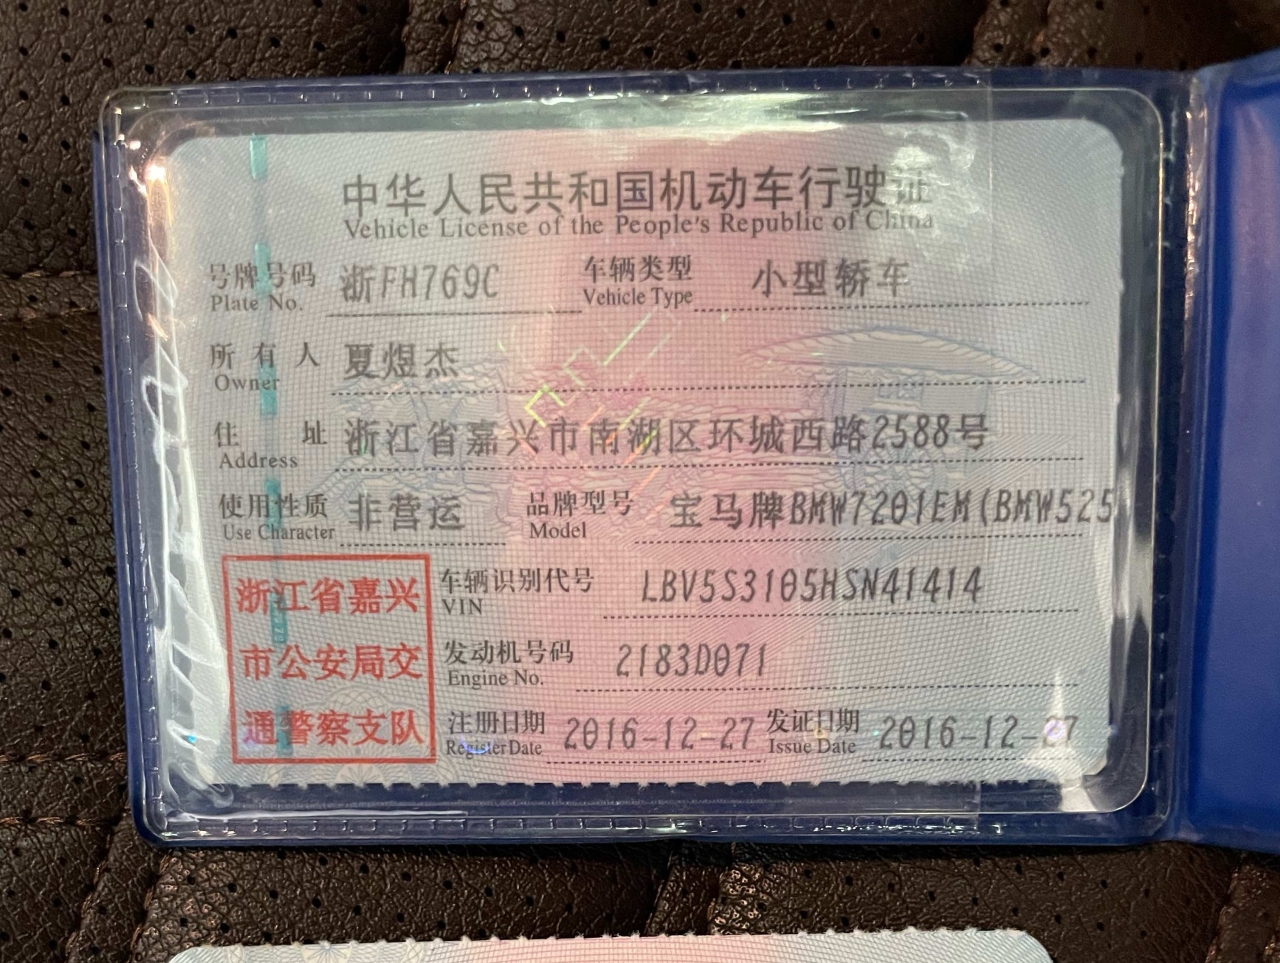 中华人民共和国机动车行驶证
Vehicle License of the People's Republic of China
号牌号码 浙FH769C 车辆类型 小型轿车
Plate No. Vehicle Type
所有人 夏煜杰
Owner
住址 浙江省嘉兴市南湖区环城西路2588号
Address
使用性质 非营运 品牌型号 宝马牌BMW7201EM(BMW525
Use Character Model
浙江省嘉兴
市公安局交
通警察支队
车辆识别代号 LBV5S3105HSN41414
VIN
发动机号码 2183D071
Engine No.
注册日期 2016-12-27 发证日期 2016-12-27
Register Date Issue Date